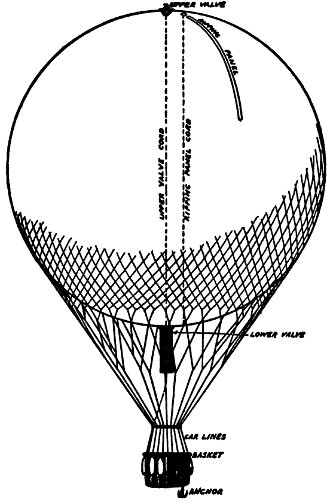 UPPER VALVE
RIPPING PANEL
UPPER VALVE CORD
RIPPING PANEL CORD
LOWER VALVE
CAR LINES
BASKET
ANCHOR